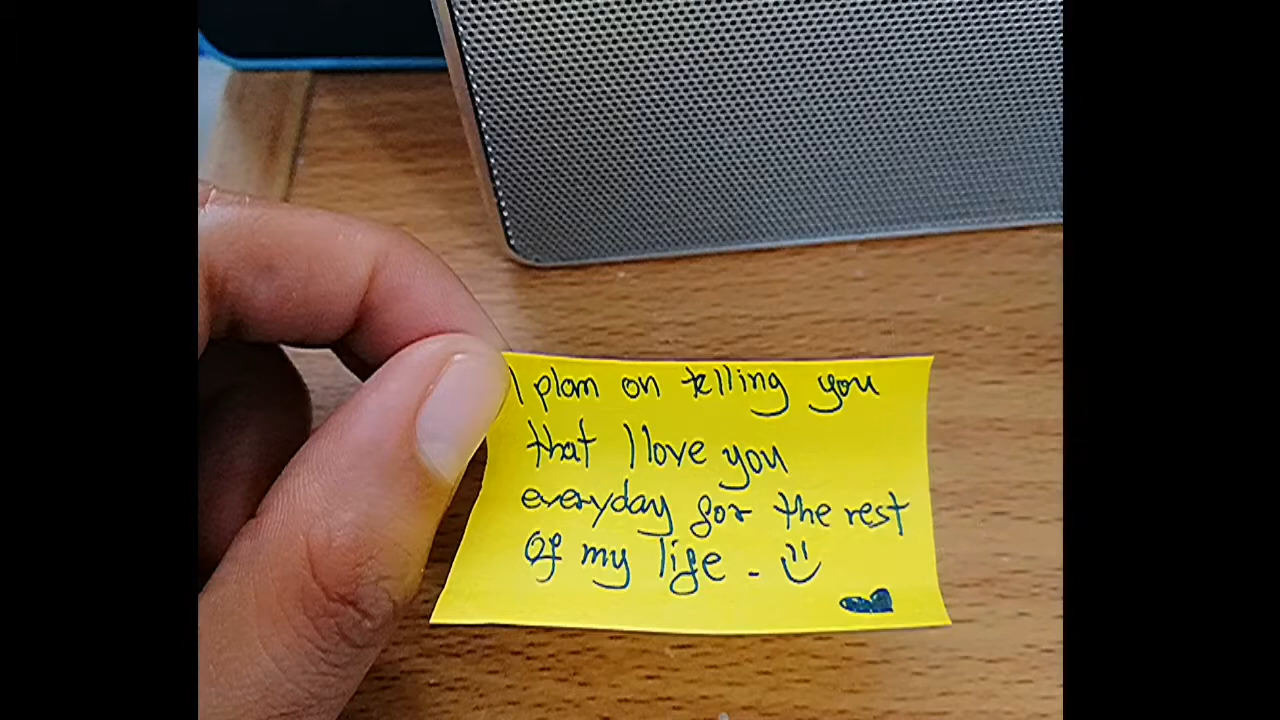 I plan on telling you
that I love you
everyday for the rest
of my life - :)